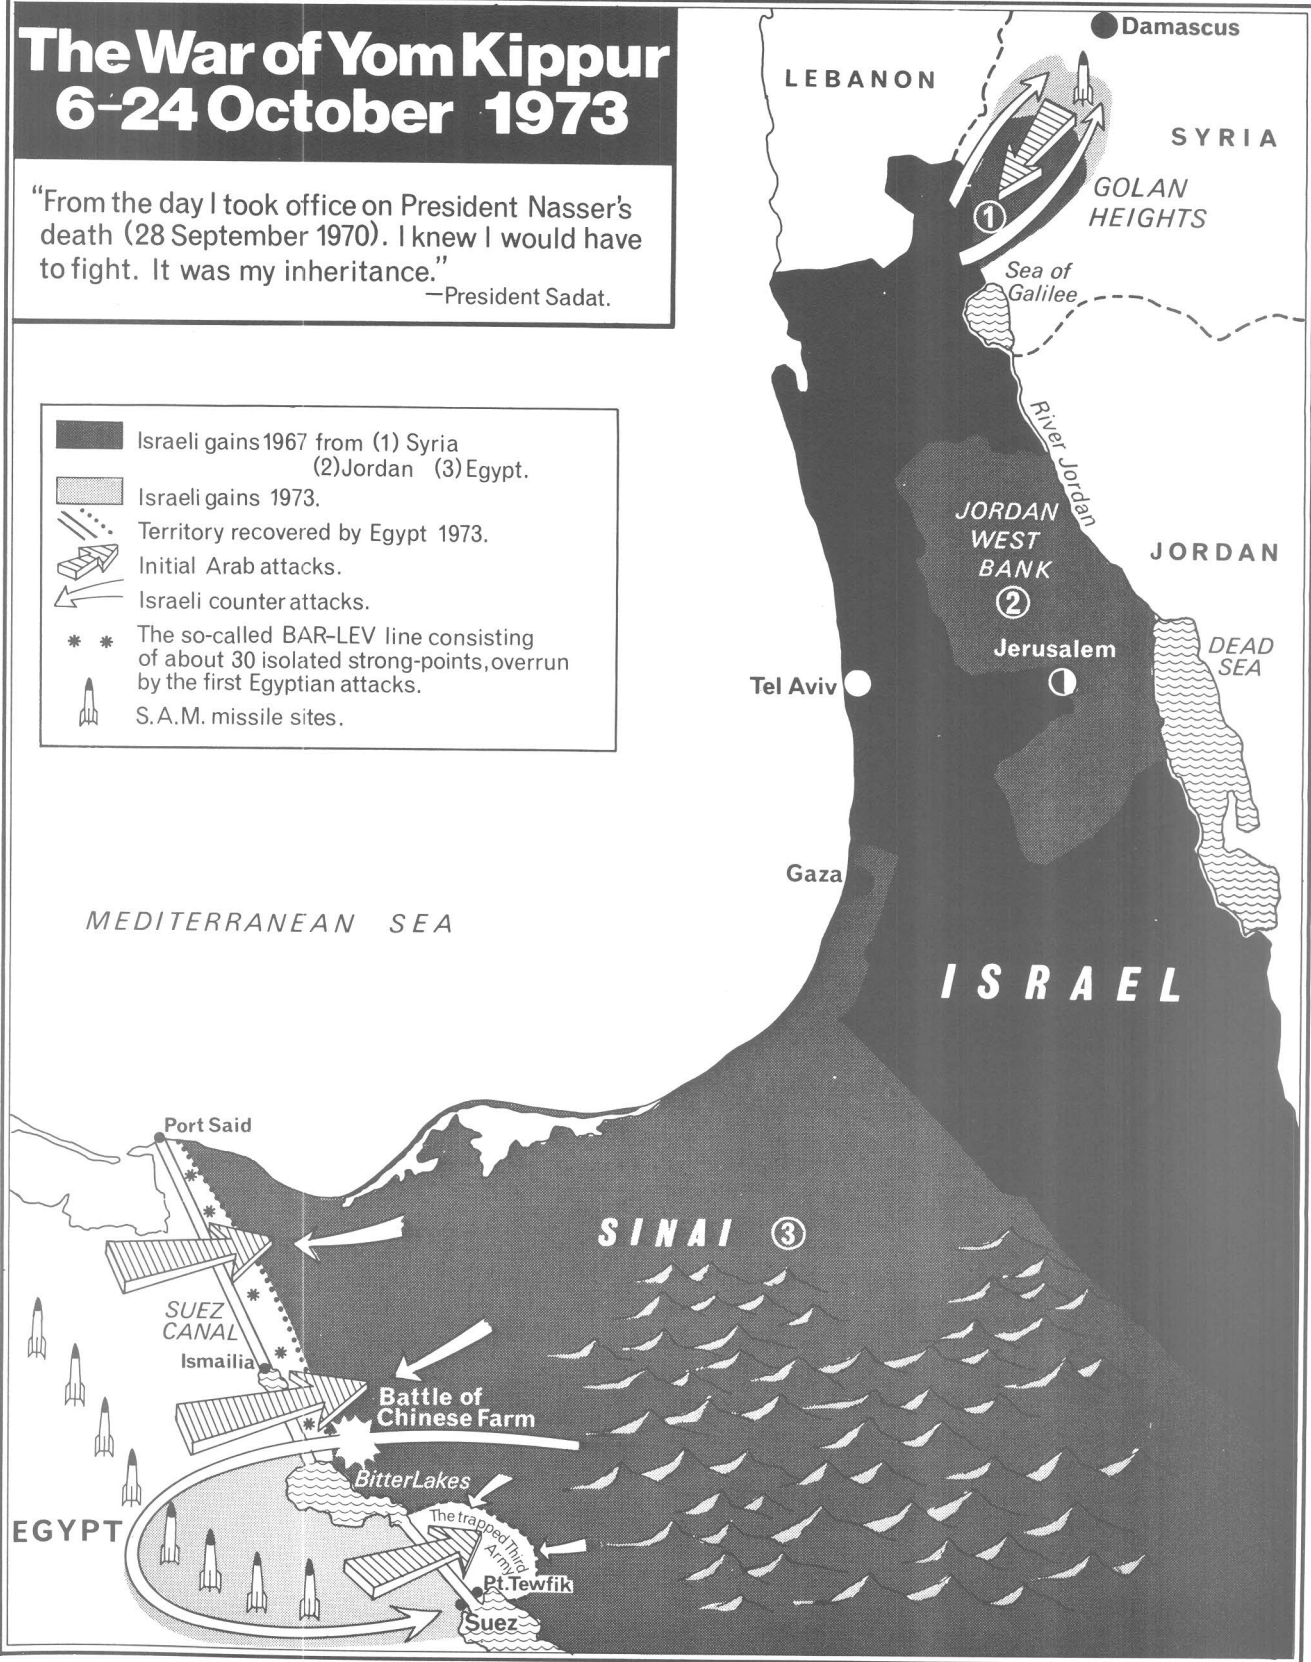 The War of Yom Kippur
6-24 October 1973
“From the day I took office on President Nasser’s
death (28 September 1970). I knew I would have
to fight. It was my inheritance.”
—President Sadat.
Israeli gains 1967 from (1) Syria
(2) Jordan (3) Egypt.
Israeli gains 1973.
Territory recovered by Egypt 1973.
Initial Arab attacks.
Israeli counter attacks.
The so-called BAR-LEV line consisting
of about 30 isolated strong-points, overrun
by the first Egyptian attacks.
S.A.M. missile sites.
Damascus
LEBANON
SYRIA
GOLAN
HEIGHTS
1
Sea of
Galilee
River Jordan
JORDAN
WEST
BANK
2
JORDAN
Jerusalem
DEAD
SEA
Tel Aviv
Gaza
MEDITERRANEAN SEA
ISRAEL
Port Said
SINAI 3
SUEZ
CANAL
Ismailia
Battle of
Chinese Farm
Bitter Lakes
EGYPT
The trapped Third
Army
Pt. Tewfik
Suez